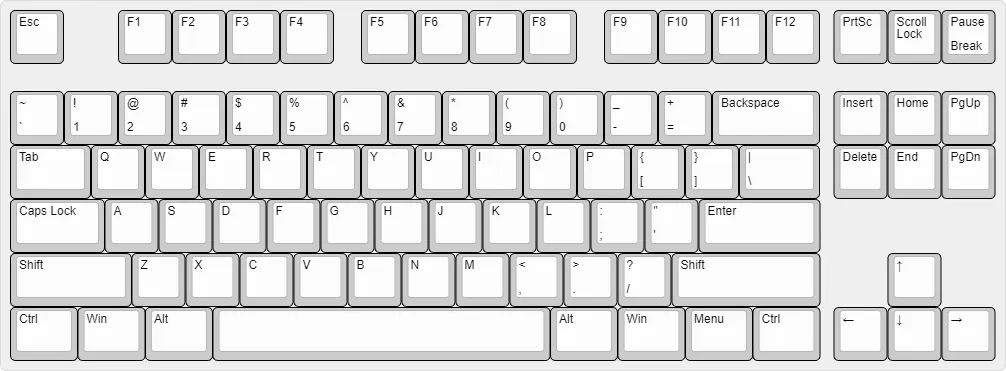 Esc F1 F2 F3 F4 F5 F6 F7 F8 F9 F10 F11 F12 PrtSc Scroll Pause
Lock Break
~ ! @ # $ % ^ & * ( ) _ + Backspace Insert Home PgUp
` 1 2 3 4 5 6 7 8 9 0 - =
Tab Q W E R T Y U I O P { } | Delete End PgDn
[ ] \
Caps Lock A S D F G H J K L : " Enter
; '
Shift Z X C V B N M < > ? Shift ↑
, . /
Ctrl Win Alt Alt Win Menu Ctrl ← ↓ →